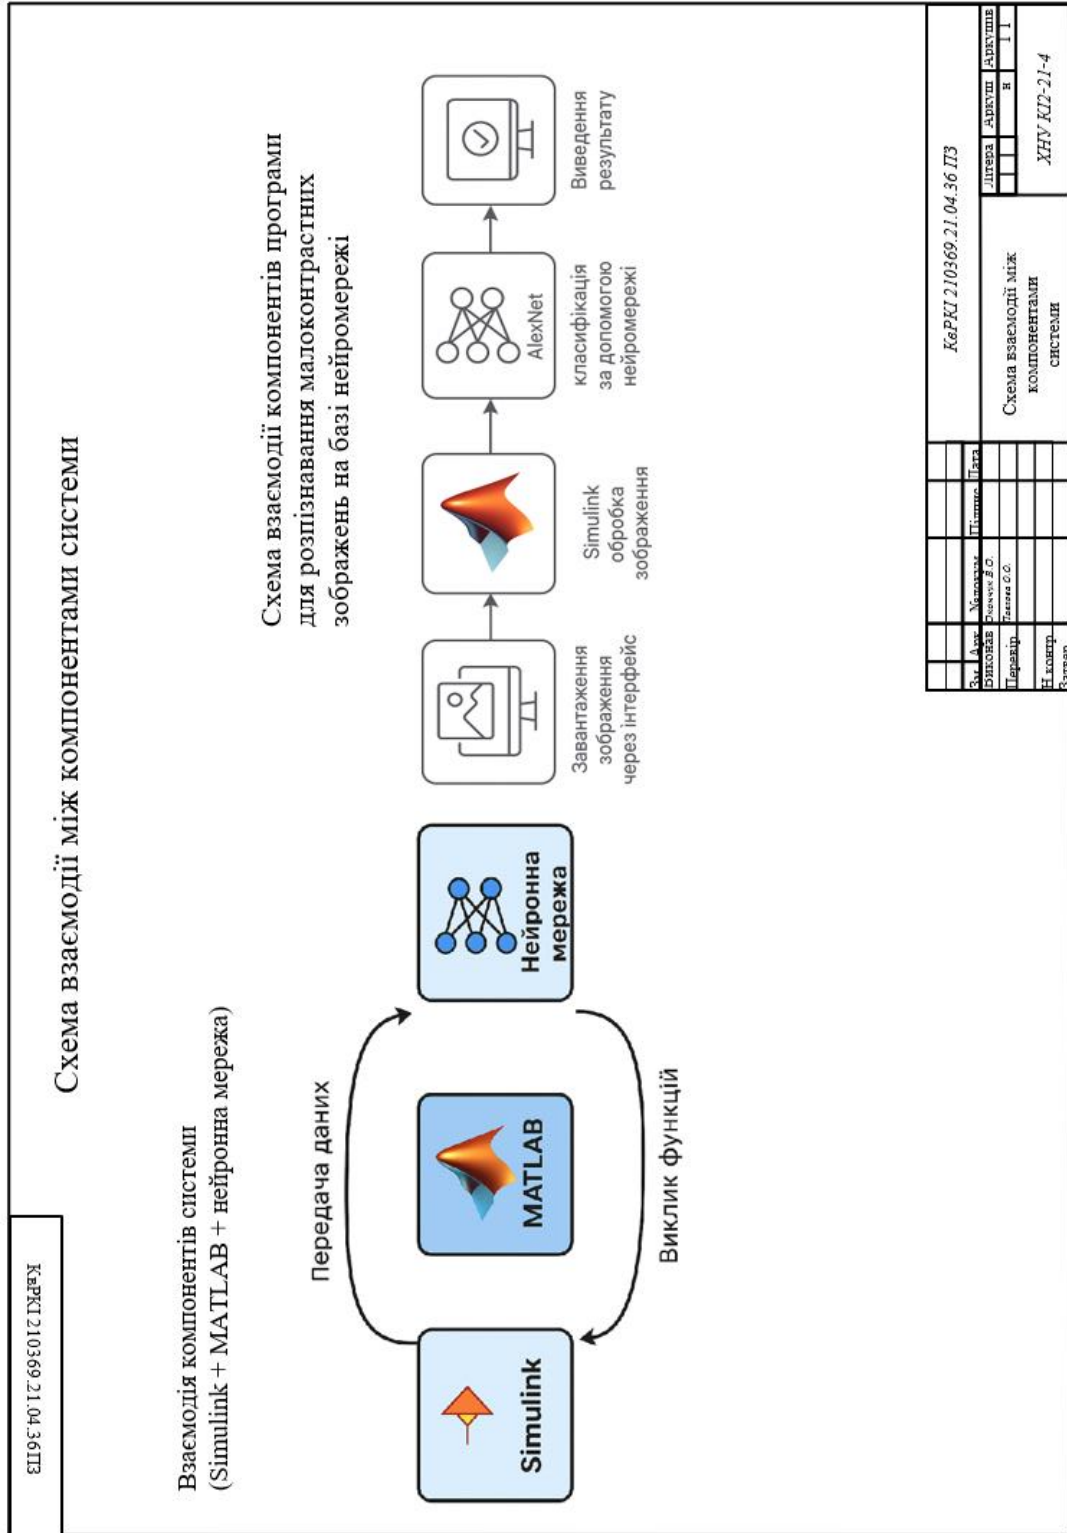 КвРКІ 210369.21.04.36ПЗ
Схема взаємодії між компонентами системи
Взаємодія компонентів системи
(Simulink + MATLAB + нейронна мережа)
Передача даних
Simulink
MATLAB
Нейронна
мережа
Виклик функцій
Схема взаємодії компонентів програми
для розпізнавання малоконтрастних
зображень на базі нейромережі
Завантаження
зображення
через інтерфейс
Simulink
обробка
зображення
AlexNet
класифікація
за допомогою
нейромережі
Виведення
результату
КвРКІ 210369.21.04.36 ПЗ
Зм Арк №докум Підпис Дата
Виконав
Перевір
Павлова О.О.
Н контр
Затвер
Схема взаємодії між
компонентами
системи
Літера Аркуш Аркушів
н 1 1
ХНУ КІ2-21-4